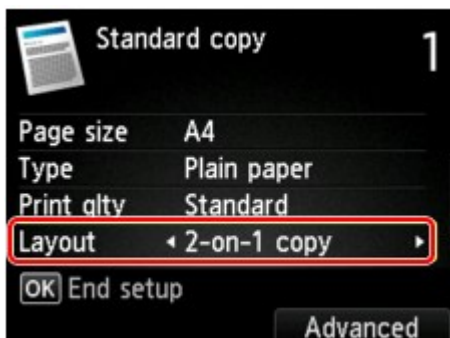 Standard copy 1
Page size A4
Type Plain paper
Print qlty Standard
Layout 2-on-1 copy
OK End setup
Advanced